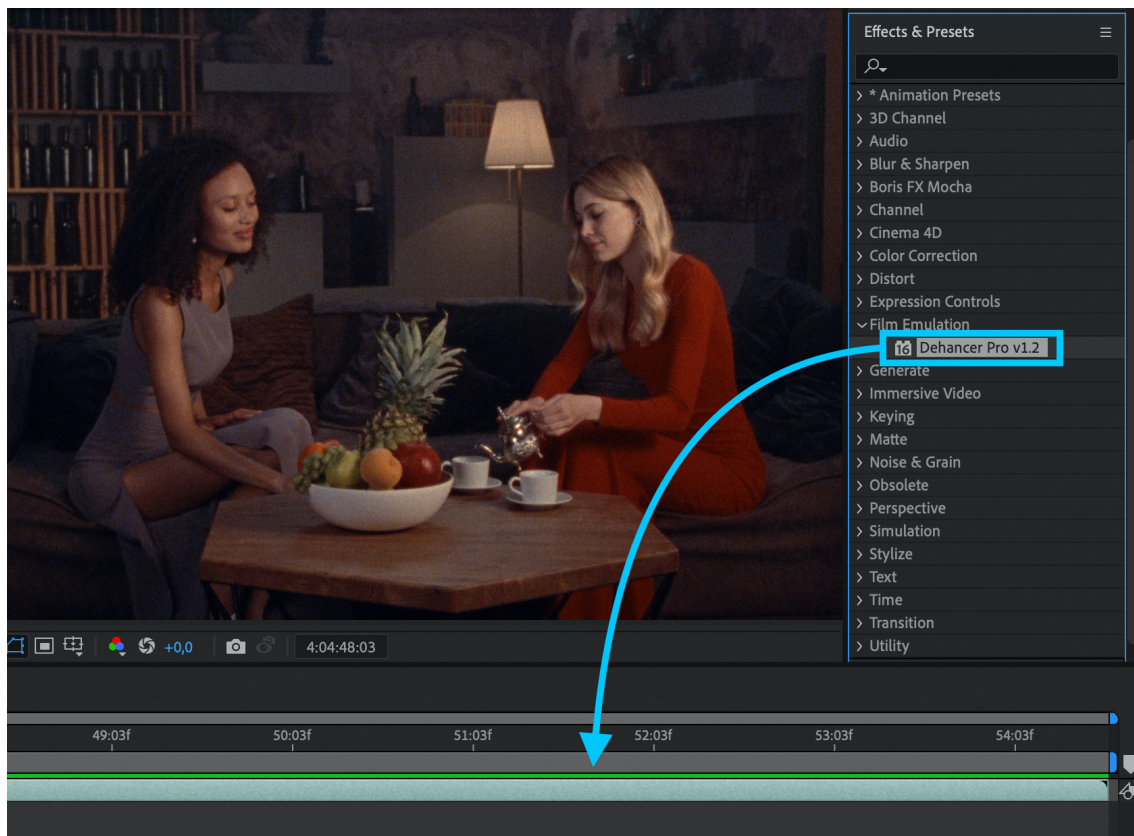 Effects & Presets
* Animation Presets
3D Channel
Audio
Blur & Sharpen
Boris FX Mocha
Channel
Cinema 4D
Color Correction
Distort
Expression Controls
Film Emulation
16 Dehancer Pro v1.2
Generate
Immersive Video
Keying
Matte
Noise & Grain
Obsolete
Perspective
Simulation
Stylize
Text
Time
Transition
Utility
+0,0 4:04:48:03
49:03f 50:03f 51:03f 52:03f 53:03f 54:03f